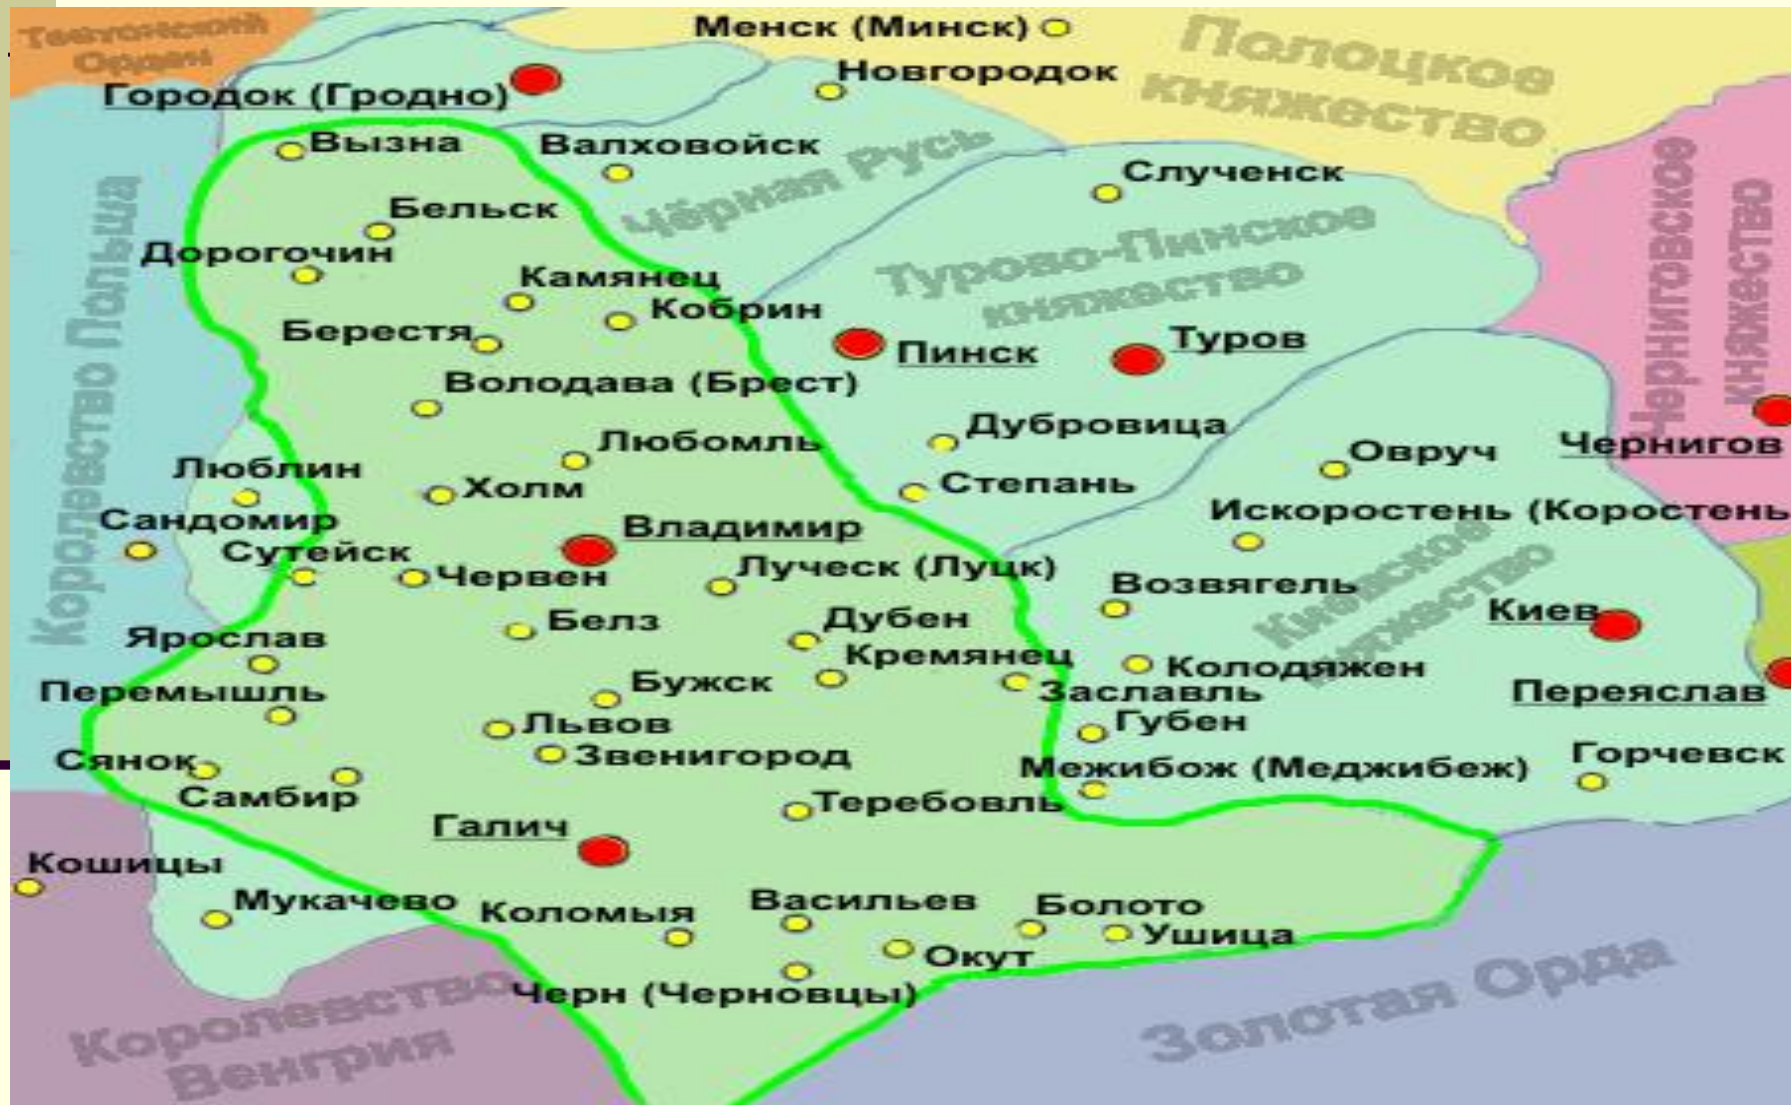 Тевтонский
Орден
Менск (Минск)
Полоцкое
княжество
Новгородок
Городок (Гродно)
Вызна
Валховойск
Чёрная Русь
Слученск
Черниговское
княжество
Королевство Польша
Бельск
Дорогочин
Камянец
Кобрин
Турово-Пинское
княжество
Берестя
Пинск
Туров
Володава (Брест)
Любомль
Дубровица
Овруч
Чернигов
Люблин
Холм
Степань
Искоростень (Коростень
Сандомир
Владимир
Сутейск
Червен
Луческ (Луцк)
Возвягель
Киевское
княжество
Киев
Белз
Дубен
Ярослав
Кремянец
Колодяжен
Перемышль
Бужск
Заславль
Переяслав
Львов
Губен
Сянок
Звенигород
Межибож (Меджибеж)
Горчевск
Самбир
Теребовль
Галич
Кошицы
Мукачево
Коломыя
Васильев
Болото
Ушица
Окут
Черн (Черновцы)
Королевство
Венгрия
Золотая Орда